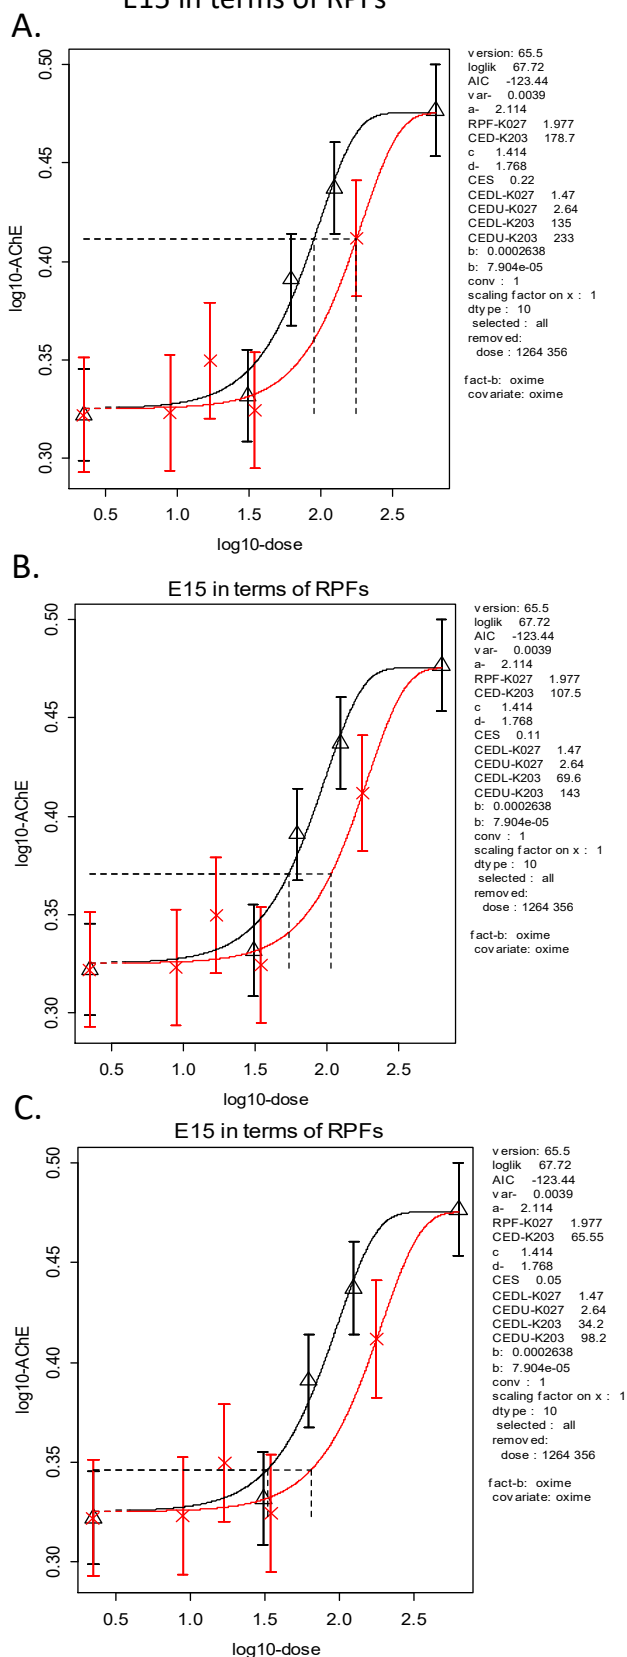 E15 in terms of RPFs
A.
version: 65.5
loglik 67.72
AIC -123.44
var- 0.0039
a- 2.114
RPF-K027 1.977
CED-K203 178.7
c 1.414
d- 1.768
CES 0.22
CEDL-K027 1.47
CEDU-K027 2.64
CEDL-K203 135
CEDU-K203 233
b: 0.0002638
b: 7.904e-05
conv : 1
scaling factor on x : 1
dtype : 10
selected : all
removed:
dose : 1264 356
fact-b: oxime
covariate: oxime
log10-AChE
0.50
0.45
0.40
0.35
0.30
0.5 1.0 1.5 2.0 2.5
log10-dose
B.
E15 in terms of RPFs
version: 65.5
loglik 67.72
AIC -123.44
var- 0.0039
a- 2.114
RPF-K027 1.977
CED-K203 107.5
c 1.414
d- 1.768
CES 0.11
CEDL-K027 1.47
CEDU-K027 2.64
CEDL-K203 69.6
CEDU-K203 143
b: 0.0002638
b: 7.904e-05
conv : 1
scaling factor on x : 1
dtype : 10
selected : all
removed:
dose : 1264 356
fact-b: oxime
covariate: oxime
log10-AChE
0.50
0.45
0.40
0.35
0.30
0.5 1.0 1.5 2.0 2.5
log10-dose
C.
E15 in terms of RPFs
version: 65.5
loglik 67.72
AIC -123.44
var- 0.0039
a- 2.114
RPF-K027 1.977
CED-K203 65.55
c 1.414
d- 1.768
CES 0.05
CEDL-K027 1.47
CEDU-K027 2.64
CEDL-K203 34.2
CEDU-K203 98.2
b: 0.0002638
b: 7.904e-05
conv : 1
scaling factor on x : 1
dtype : 10
selected : all
removed:
dose : 1264 356
fact-b: oxime
covariate: oxime
log10-AChE
0.50
0.45
0.40
0.35
0.30
0.5 1.0 1.5 2.0 2.5
log10-dose